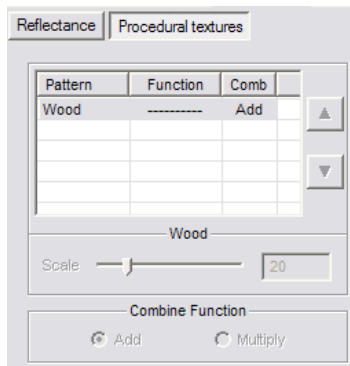 Reflectance Procedural textures
Pattern Function Comb
Wood ---------- Add
Wood
Scale 20
Combine Function
Add Multiply